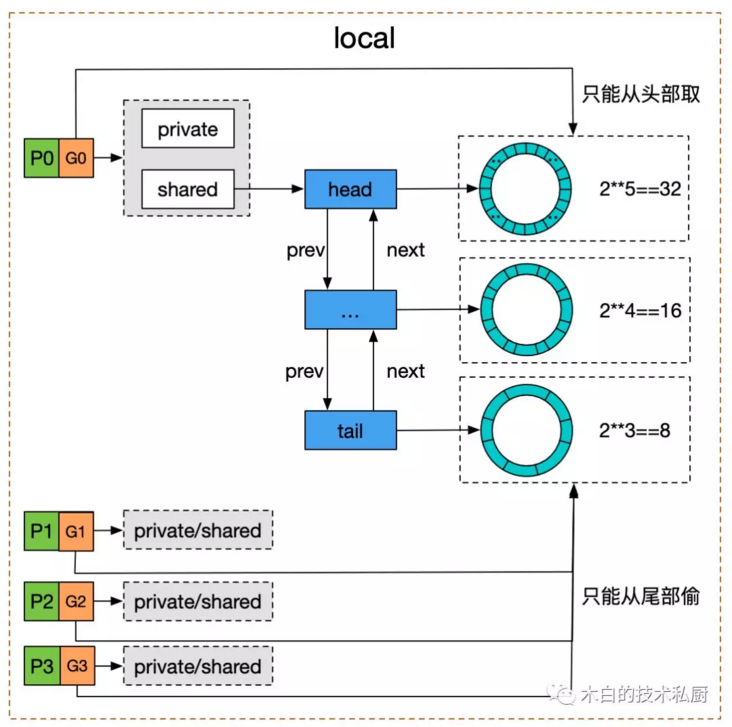 local
只能从头部取
private
P0 G0
shared
head
2**5==32
prev
next
...
2**4==16
prev
next
tail
2**3==8
P1 G1
private/shared
P2 G2
private/shared
只能从尾部偷
P3 G3
private/shared
木白的技术私厨